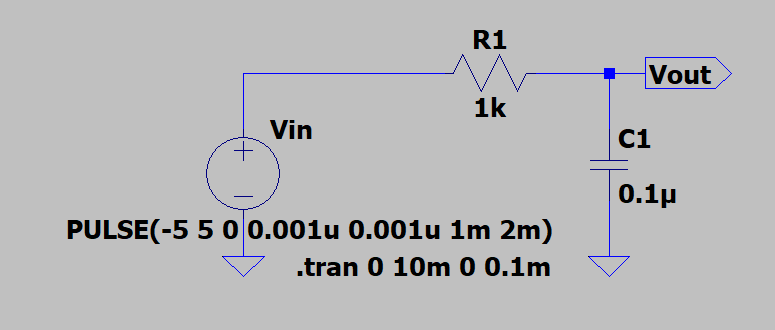 R1
Vout
1k
Vin
C1
0.1µ
PULSE(-5 5 0 0.001u 0.001u 1m 2m)
.tran 0 10m 0 0.1m